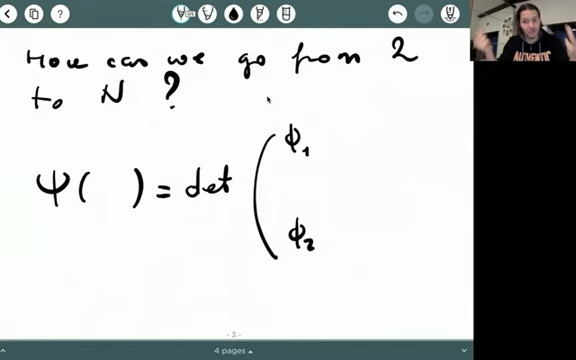 How can we go from 2
to N ?
Ψ( ) = det ( ϕ₁
ϕ₂
- 3 -
4 pages
AUTHENTIC